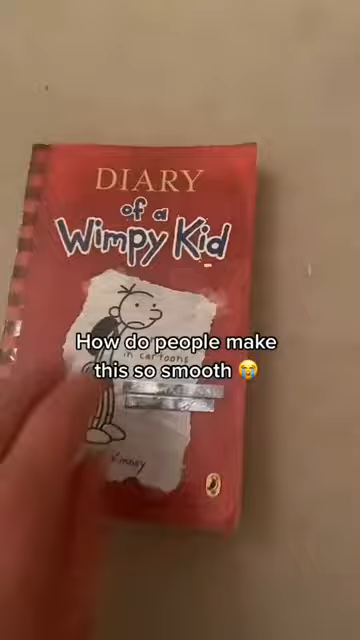 DIARY
of a
Wimpy Kid
How do people make
in cartoons
this so smooth 😭